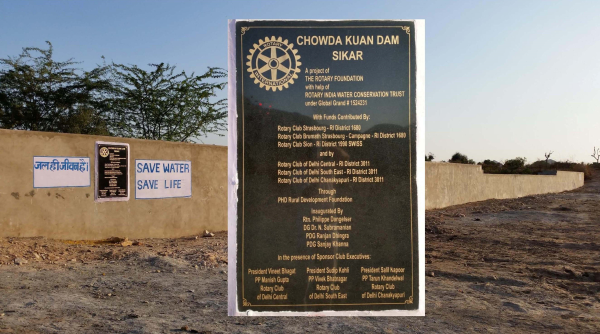 CHOWDA KUAN DAM
SIKAR
A project of
THE ROTARY FOUNDATION
with help of
ROTARY INDIA WATER CONSERVATION TRUST
under Global Grand # 1524231
With Funds Contributed By:
Rotary Club Strasbourg - RI District 1680
Rotary Club Brumath Strasbourg - Campagne - RI District 1680
Rotary Club Sion - RI District 1990 SWISS
and by
Rotary Club of Delhi Central - RI District 3011
Rotary Club of Delhi South East - RI District 3011
Rotary Club of Delhi Chanakyapuri - RI District 3011
Through
PHD Rural Development Foundation
Inaugurated By
Rtn. Philippe Dangelser
DG Dr. N. Subramanian
PDG Ranjan Dhingra
PDG Sanjay Khanna
in the presence of Sponsor Club Executives:
President Vineet Bhagat President Sudip Kohli President Salil Kapour
PP Manish Gupta PP Vivek Bhatnagar PP Tarun Khandelwal
Rotary Club Rotary Club Rotary Club
of Delhi Central of Delhi South East of Delhi Chankyapuri
जल ही जीवन है।
SAVE WATER
SAVE LIFE